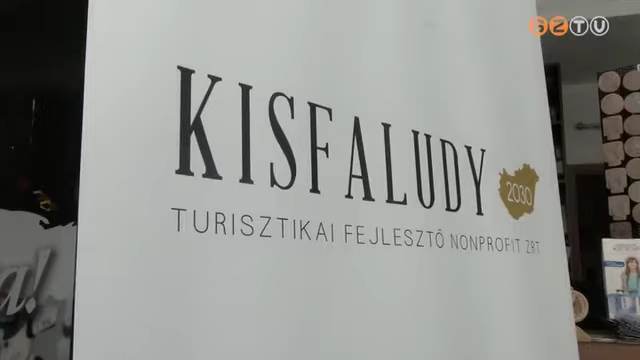 SZTV
KISFALUDY
2030
TURISZTIKAI FEJLESZTŐ NONPROFIT ZRT
a!